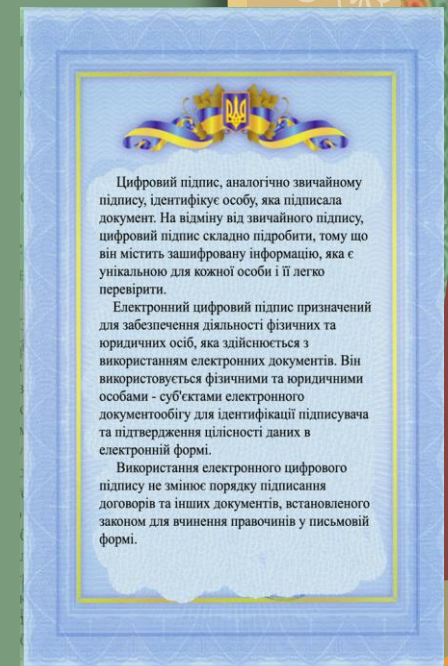 Цифровий підпис, аналогічно звичайному
підпису, ідентифікує особу, яка підписала
документ. На відміну від звичайного підпису,
цифровий підпис складно підробити, тому що
він містить зашифровану інформацію, яка є
унікальною для кожної особи і її легко
перевірити.
Електронний цифровий підпис призначений
для забезпечення діяльності фізичних та
юридичних осіб, яка здійснюється з
використанням електронних документів. Він
використовується фізичними та юридичними
особами - суб'єктами електронного
документообігу для ідентифікації підписувача
та підтвердження цілісності даних в
електронній формі.
Використання електронного цифрового
підпису не змінює порядку підписання
договорів та інших документів, встановленого
законом для вчинення правочинів у письмовій
формі.